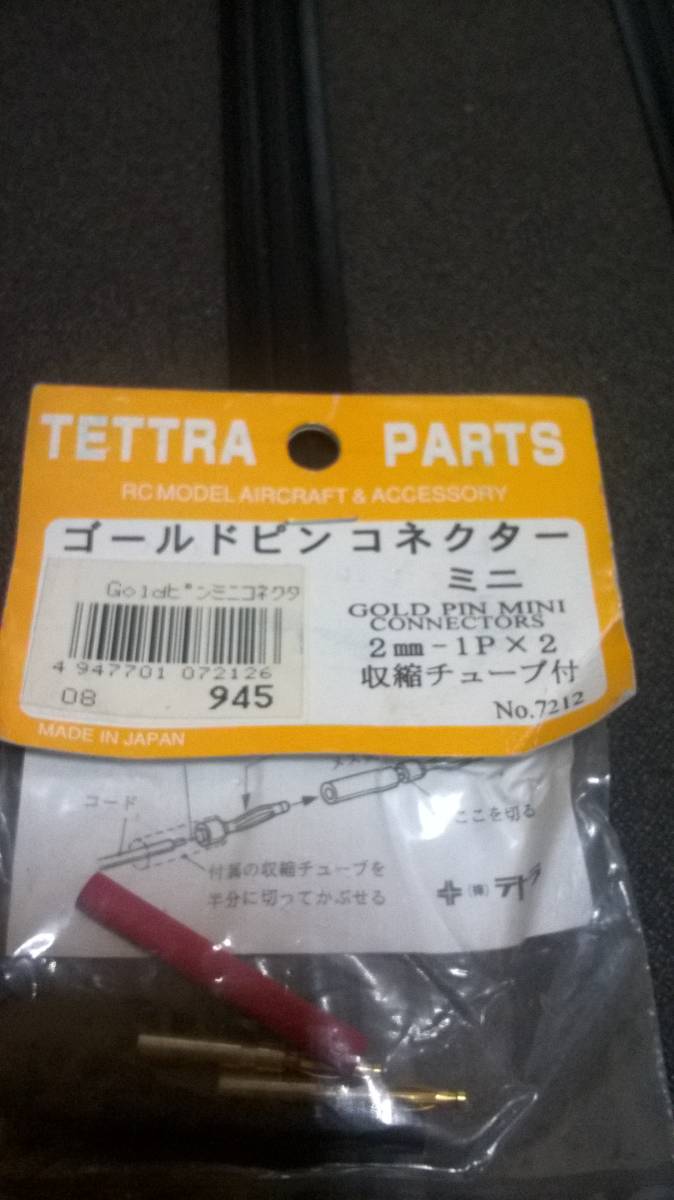 TETTRA PARTS
RC MODEL AIRCRAFT & ACCESSORY
ゴールドピンコネクター
ミニ
GOLD PIN MINI
CONNECTORS
2mm-1P×2
収縮チューブ付
No.7212
Goldピンミニコネクタ
4 947701 072126
08 945
MADE IN JAPAN
コード
ここを切る
付属の収縮チューブを
半分に切ってかぶせる
(株)テトラ